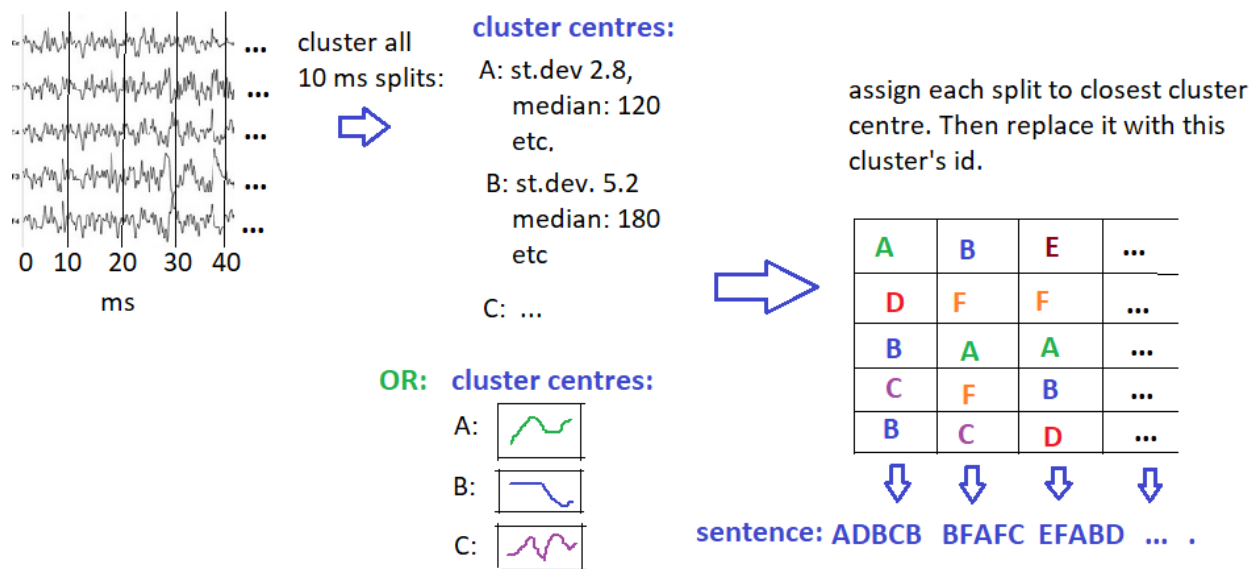 ...
...
...
...
...
0 10 20 30 40
ms
cluster all
10 ms splits:
cluster centres:
A: st.dev 2.8,
median: 120
etc,
B: st.dev. 5.2
median: 180
etc
C: ...
OR: cluster centres:
A:
B:
C:
assign each split to closest cluster
centre. Then replace it with this
cluster's id.
A B E ...
D F F ...
B A A ...
C F B ...
B C D ...
sentence: ADBCB BFAFC EFABD ... .